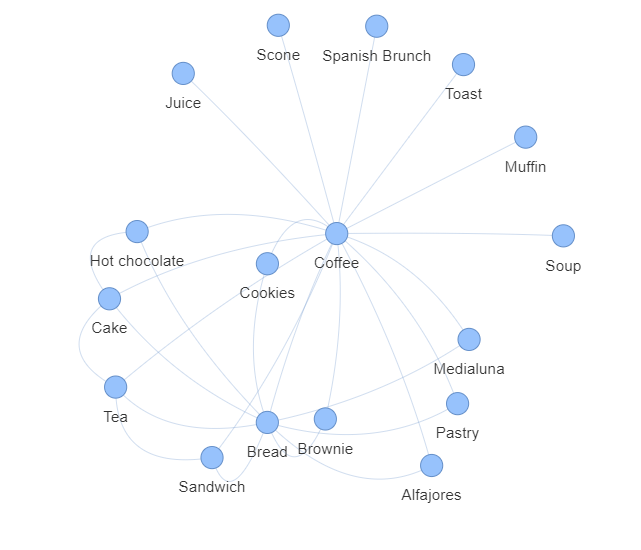 Scone
Spanish Brunch
Toast
Juice
Muffin
Hot chocolate
Coffee
Soup
Cookies
Cake
Medialuna
Tea
Pastry
Bread
Brownie
Sandwich
Alfajores